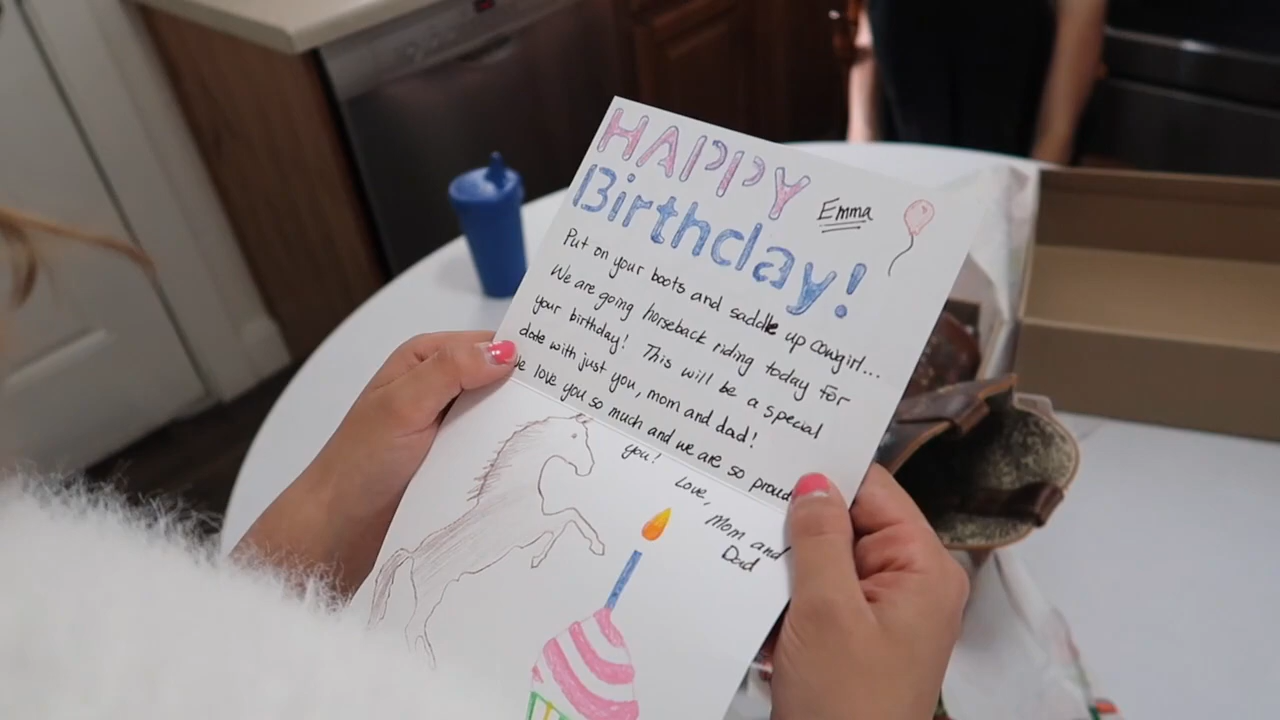 HAPPY
Birthday!
Emma
Put on your boots and saddle up cowgirl...
We are going horseback riding today for
your birthday! This will be a special
date with just you, mom and dad!
We love you so much and we are so proud
you!
Love,
Mom and
Dad